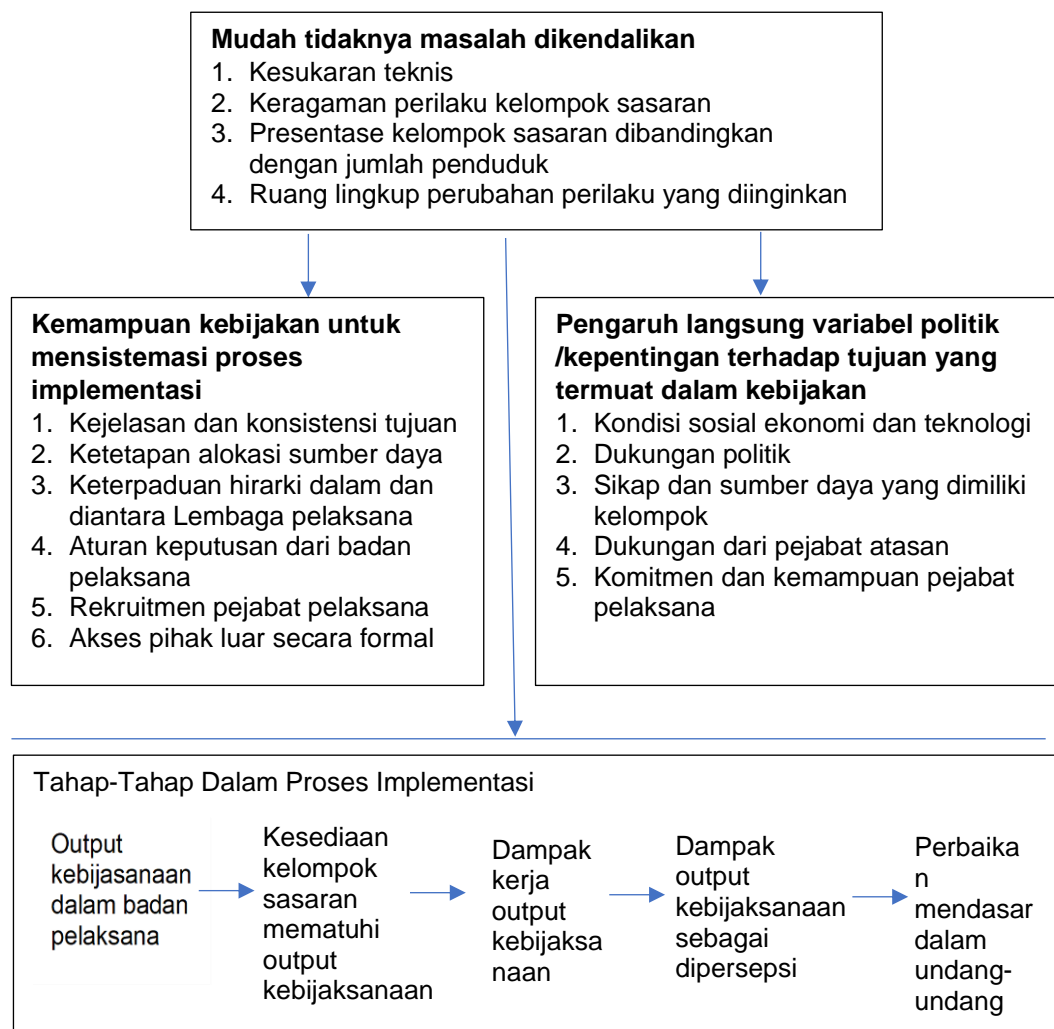 Mudah tidaknya masalah dikendalikan
1. Kesukaran teknis
2. Keragaman perilaku kelompok sasaran
3. Presentase kelompok sasaran dibandingkan
dengan jumlah penduduk
4. Ruang lingkup perubahan perilaku yang diinginkan
Kemampuan kebijakan untuk
mensistemasi proses
implementasi
1. Kejelasan dan konsistensi tujuan
2. Ketetapan alokasi sumber daya
3. Keterpaduan hirarki dalam dan
diantara Lembaga pelaksana
4. Aturan keputusan dari badan
pelaksana
5. Rekruitmen pejabat pelaksana
6. Akses pihak luar secara formal
Pengaruh langsung variabel politik
/kepentingan terhadap tujuan yang
termuat dalam kebijakan
1. Kondisi sosial ekonomi dan teknologi
2. Dukungan politik
3. Sikap dan sumber daya yang dimiliki
kelompok
4. Dukungan dari pejabat atasan
5. Komitmen dan kemampuan pejabat
pelaksana
Tahap-Tahap Dalam Proses Implementasi
Output
kebijasanaan
dalam badan
pelaksana
Kesediaan
kelompok
sasaran
mematuhi
output
kebijaksanaan
Dampak
kerja
output
kebijaksa
naan
Dampak
output
kebijaksanaan
sebagai
dipersepsi
Perbaika
n
mendasar
dalam
undang-
undang